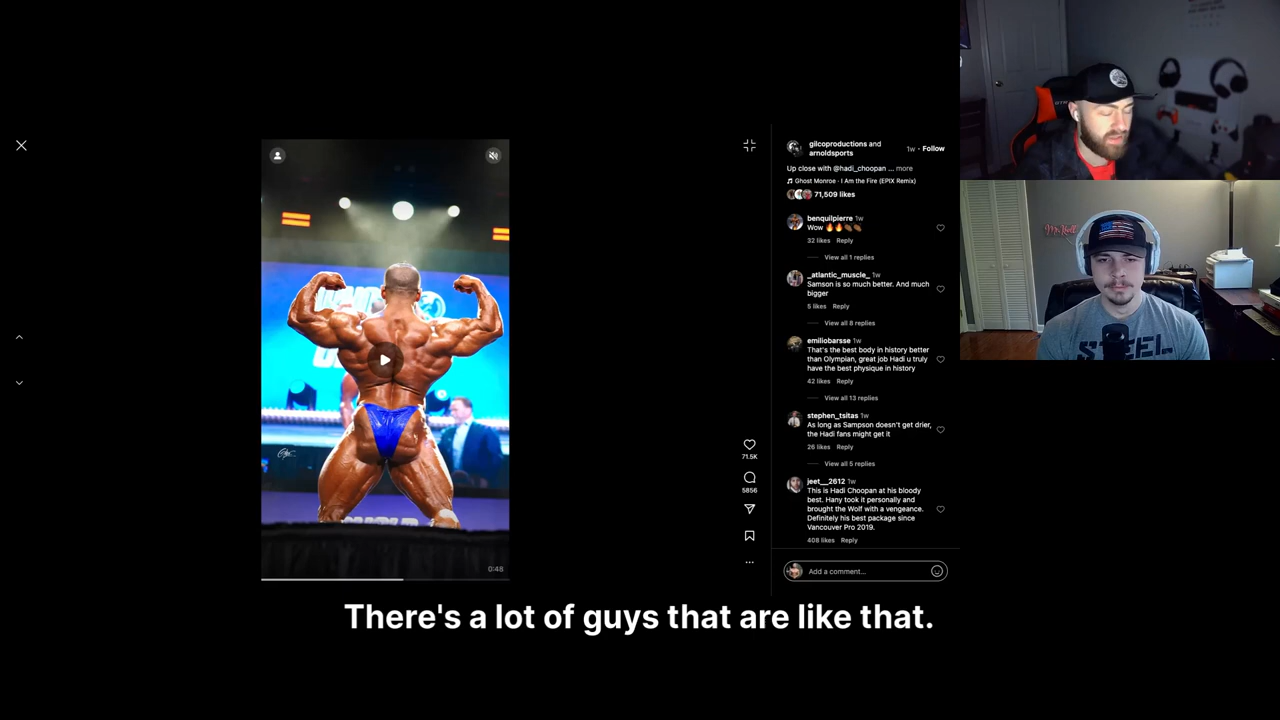 gilcoproductions and
arnoldsports
1w · Follow
Up close with @hadi_choopan ... more
Ghost Monroe · I Am the Fire (EPIX Remix)
71,509 likes
benquilpierre 1w
Wow 🔥🔥👏🏾👏🏾
32 likes Reply
View all 1 replies
_atlantic_muscle_ 1w
Samson is so much better. And much
bigger
5 likes Reply
View all 8 replies
emiliobarsse 1w
That's the best body in history better
than Olympian, great job Hadi u truly
have the best physique in history
42 likes Reply
View all 13 replies
stephen_tsitas 1w
As long as Sampson doesn't get drier,
the Hadi fans might get it
26 likes Reply
View all 5 replies
jeet__2612 1w
This is Hadi Choopan at his bloody
best. Hany took it personally and
brought the Wolf with a vengeance.
Definitely his best package since
Vancouver Pro 2019.
408 likes Reply
Add a comment...
71.5K
5856
0:48
STEEL
There's a lot of guys that are like that.